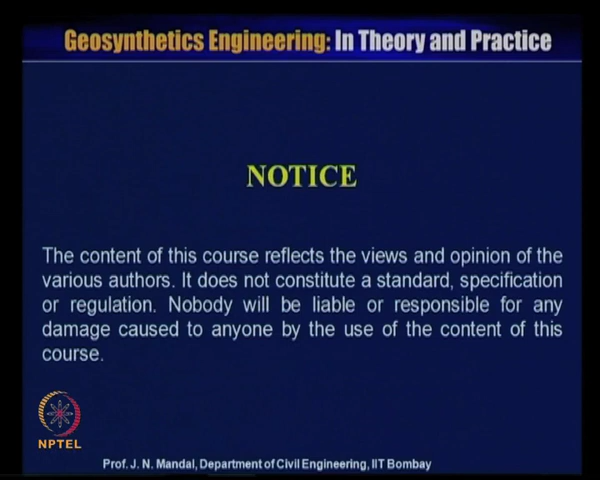 Geosynthetics Engineering: In Theory and Practice
NOTICE
The content of this course reflects the views and opinion of the
various authors. It does not constitute a standard, specification
or regulation. Nobody will be liable or responsible for any
damage caused to anyone by the use of the content of this
course.
NPTEL
Prof. J. N. Mandal, Department of Civil Engineering, IIT Bombay